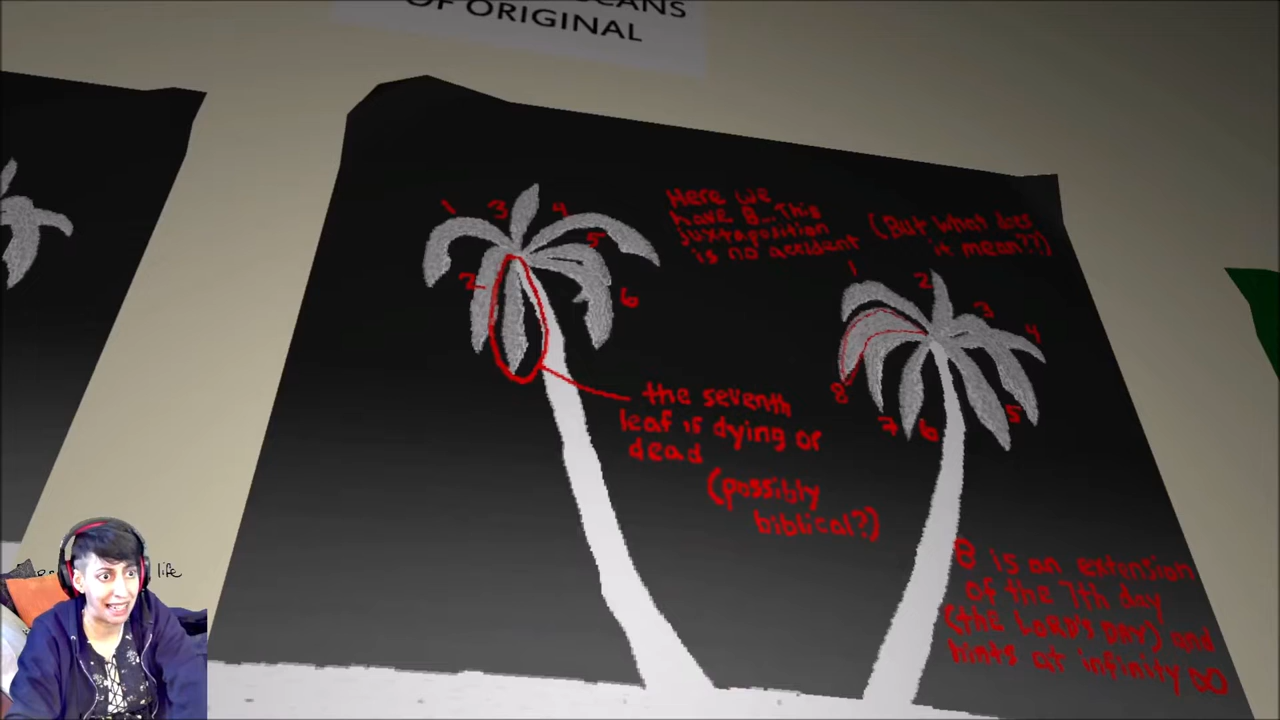 SCANS
OF ORIGINAL
1
3
4
5
2
6
Here we
have 8... This
juxtaposition
is no accident
(But what does
it mean??)
1
2
3
4
5
6
7
8
the seventh
leaf is dying or
dead
(possibly
biblical?)
8 is an extension
of the 7th day
(the LORD'S DAY) and
hints at infinity ∞
life